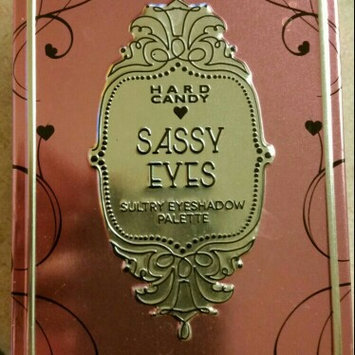 HARD
CANDY
SASSY
EYES
SULTRY EYESHADOW
PALETTE